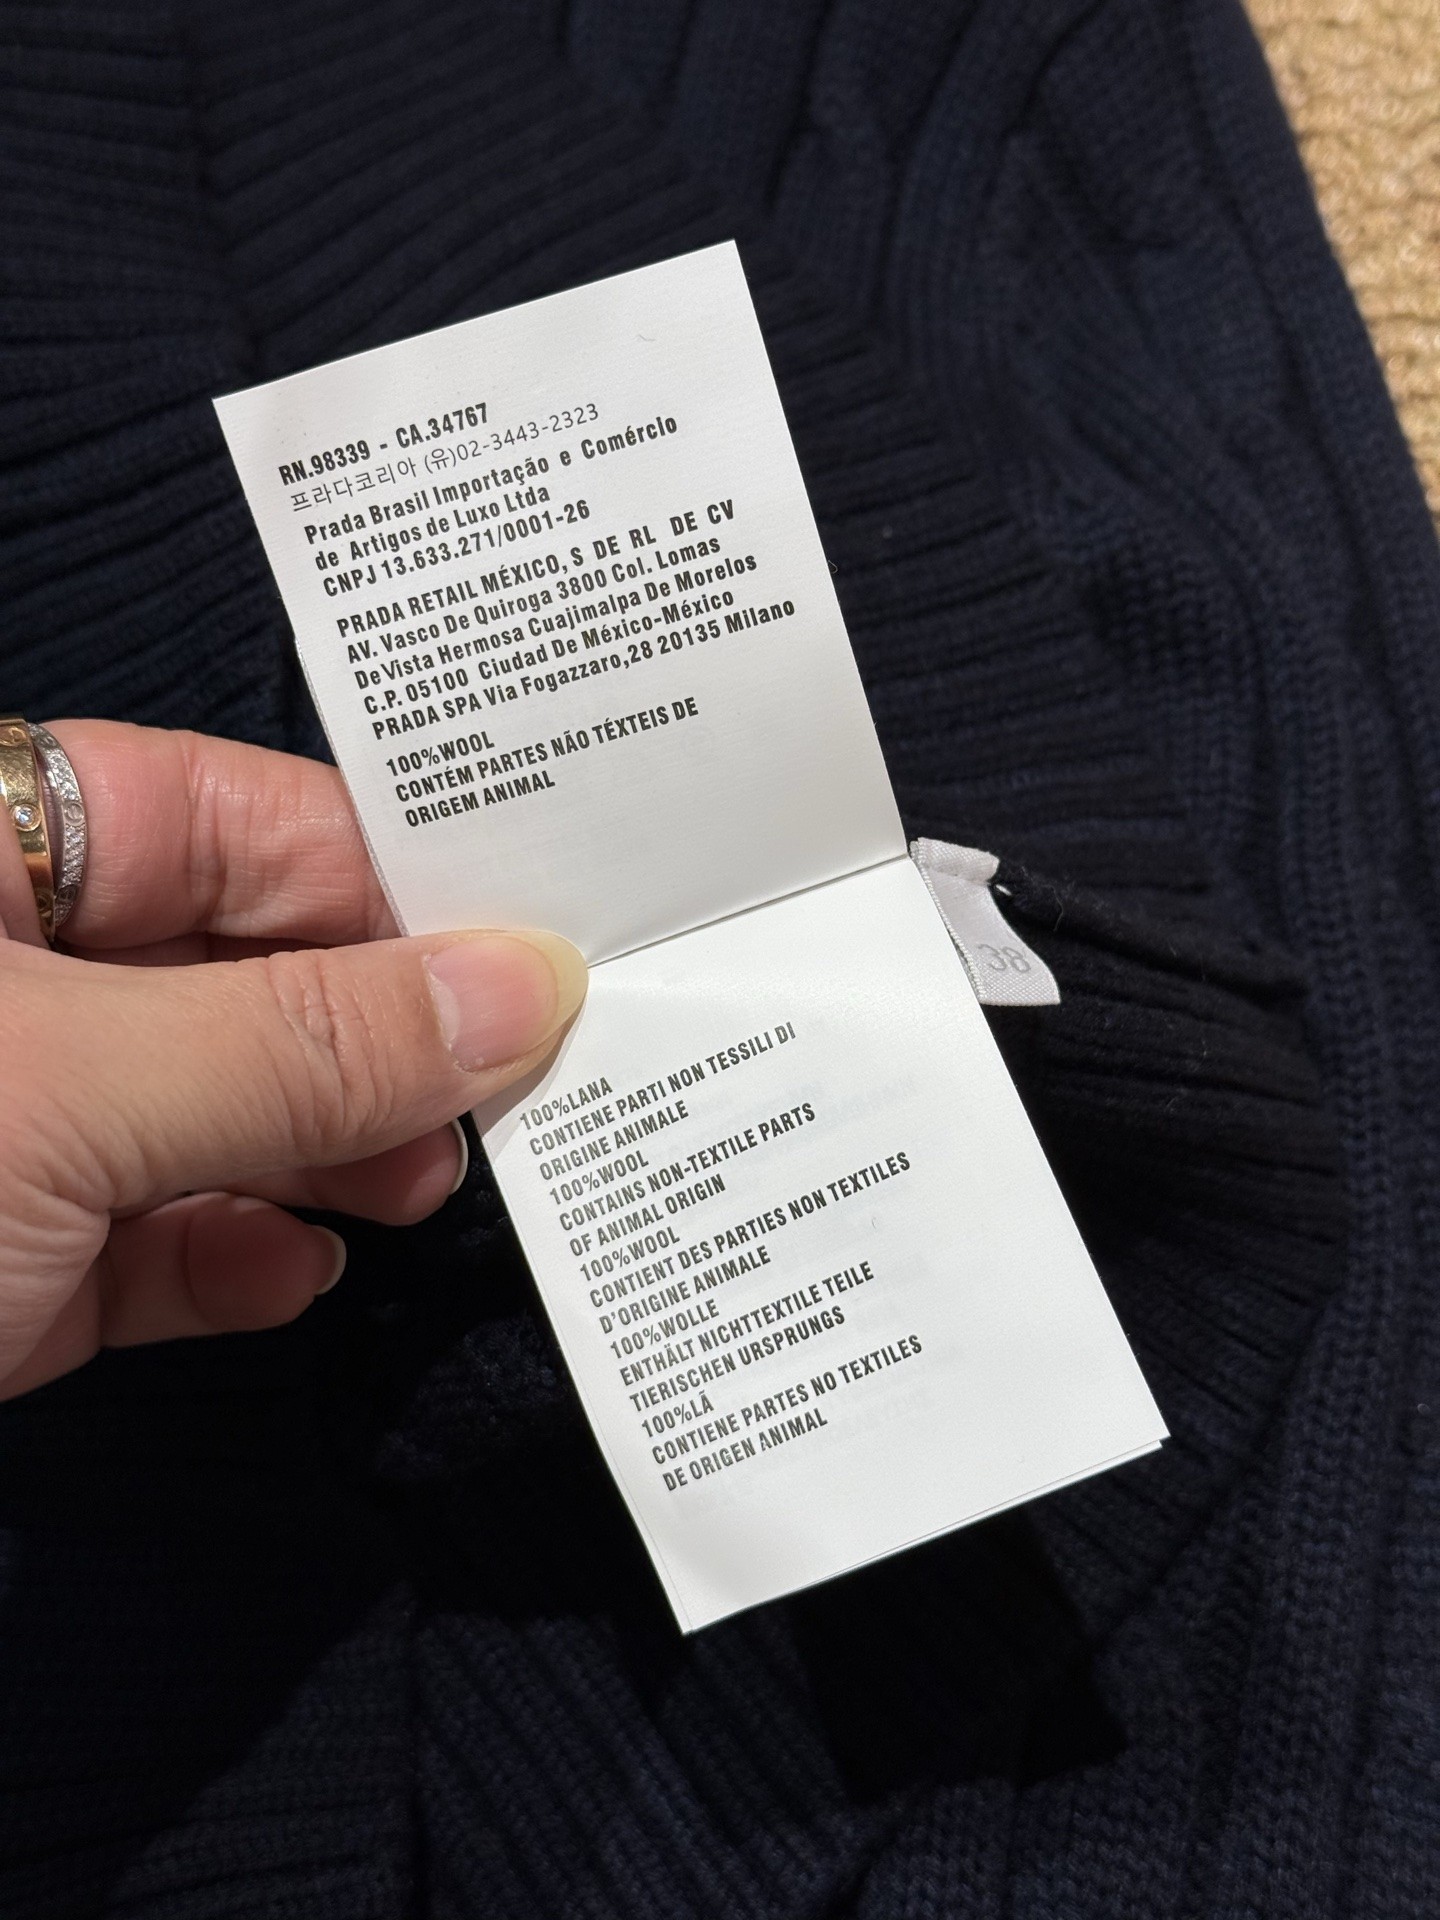 RN.98339 - CA.34767
프라다코리아 (유)02-3443-2323
Prada Brasil Importação e Comércio
de Artigos de Luxo Ltda
CNPJ 13.633.271/0001-26
PRADA RETAIL MÉXICO, S DE RL DE CV
AV. Vasco De Quiroga 3800 Col. Lomas
De Vista Hermosa Cuajimalpa De Morelos
C.P. 05100 Ciudad De México-México
PRADA SPA Via Fogazzaro,28 20135 Milano
100%WOOL
CONTÉM PARTES NÃO TÉXTEIS DE
ORIGEM ANIMAL
38
100%LANA
CONTIENE PARTI NON TESSILI DI
ORIGINE ANIMALE
100%WOOL
CONTAINS NON-TEXTILE PARTS
OF ANIMAL ORIGIN
100%WOOL
CONTIENT DES PARTIES NON TEXTILES
D'ORIGINE ANIMALE
100%WOLLE
ENTHÄLT NICHTTEXTILE TEILE
TIERISCHEN URSPRUNGS
100%LÃ
CONTIENE PARTES NO TEXTILES
DE ORIGEN ANIMAL